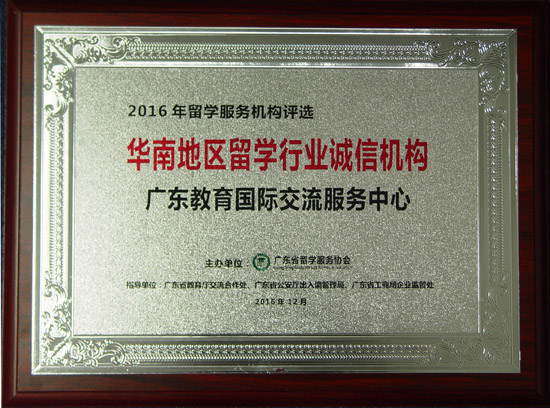 2016年留学服务机构评选
华南地区留学行业诚信机构
广东教育国际交流服务中心
主办单位：广东省留学服务协会
指导单位：广东省教育厅交流合作处、广东省公安厅出入境管理局、广东省工商局企业监管处
2016年12月